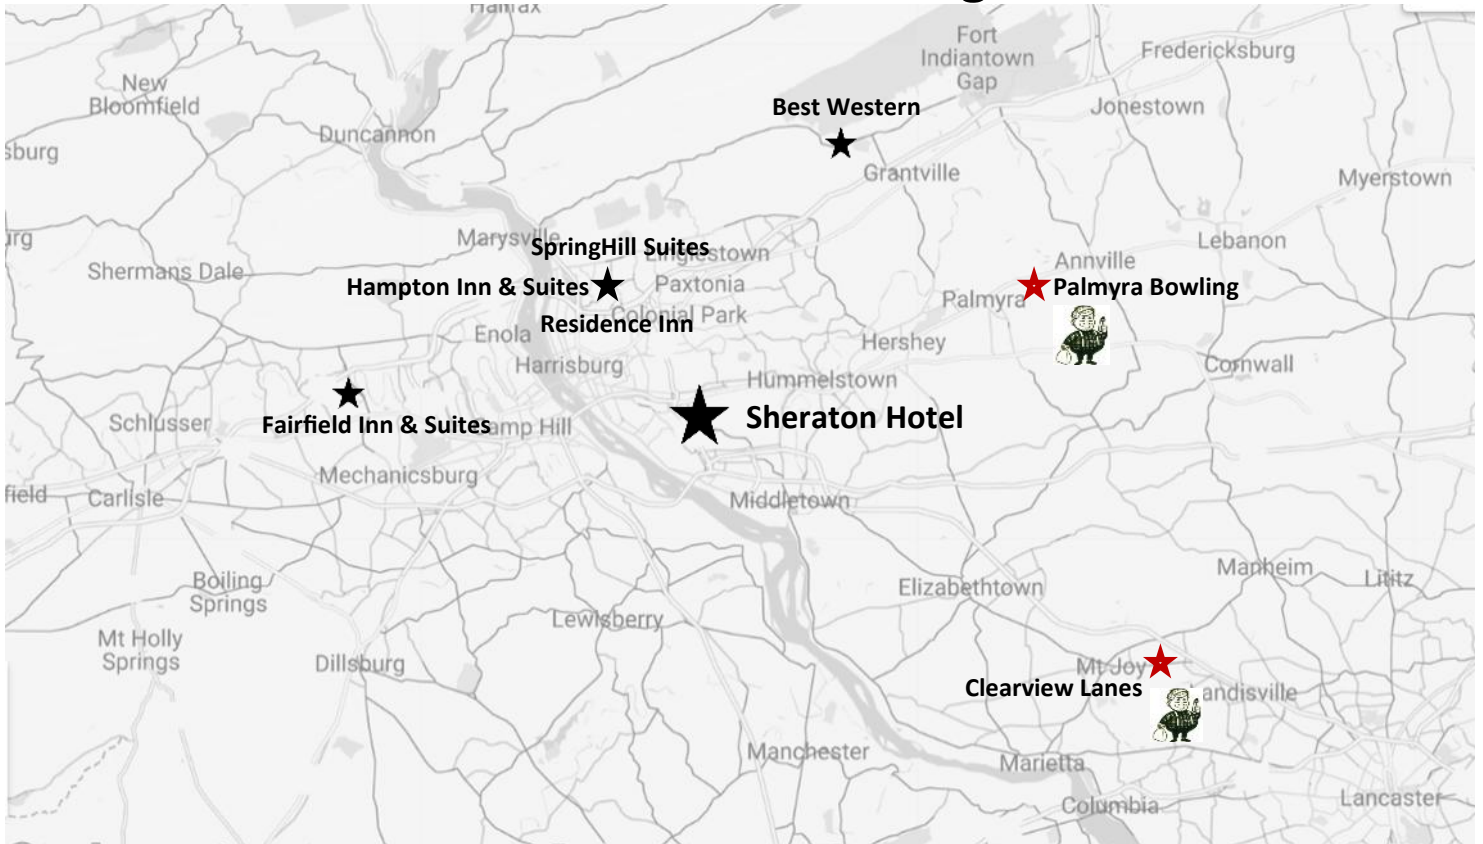 Halifax
Fort
Indiantown
Gap
Fredericksburg
New
Bloomfield
Jonestown
Best Western
Duncannon
sburg
Grantville
Myerstown
Marysville
SpringHill Suites
Linglestown
Lebanon
urg
Shermans Dale
Annville
Hampton Inn & Suites
Paxtonia
Palmyra
Palmyra Bowling
Colonial Park
Residence Inn
Enola
Hershey
Harrisburg
Cornwall
Hummelstown
Schlusser
Sheraton Hotel
Fairfield Inn & Suites
Camp Hill
Mechanicsburg
field
Carlisle
Middletown
Boiling
Springs
Elizabethtown
Manheim
Lititz
Lewisberry
Mt Holly
Springs
Dillsburg
Mt Joy
Clearview Lanes
andisville
Manchester
Marietta
Columbia
Lancaster